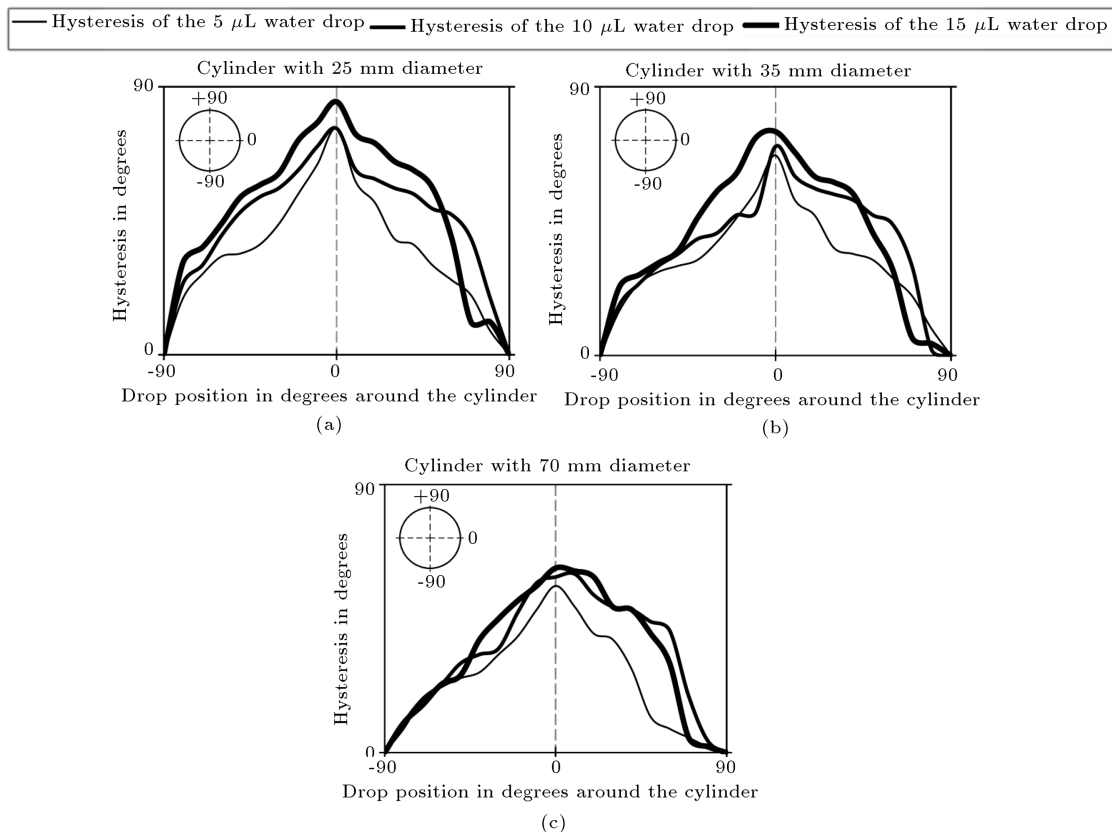 Hysteresis of the 5 μL water drop Hysteresis of the 10 μL water drop Hysteresis of the 15 μL water drop
Cylinder with 25 mm diameter
90
+90
0
-90
Hysteresis in degrees
0
-90
0
90
Drop position in degrees around the cylinder
(a)
Cylinder with 35 mm diameter
90
+90
0
-90
Hysteresis in degrees
0
-90
0
90
Drop position in degrees around the cylinder
(b)
Cylinder with 70 mm diameter
90
+90
0
-90
Hysteresis in degrees
0
-90
0
90
Drop position in degrees around the cylinder
(c)